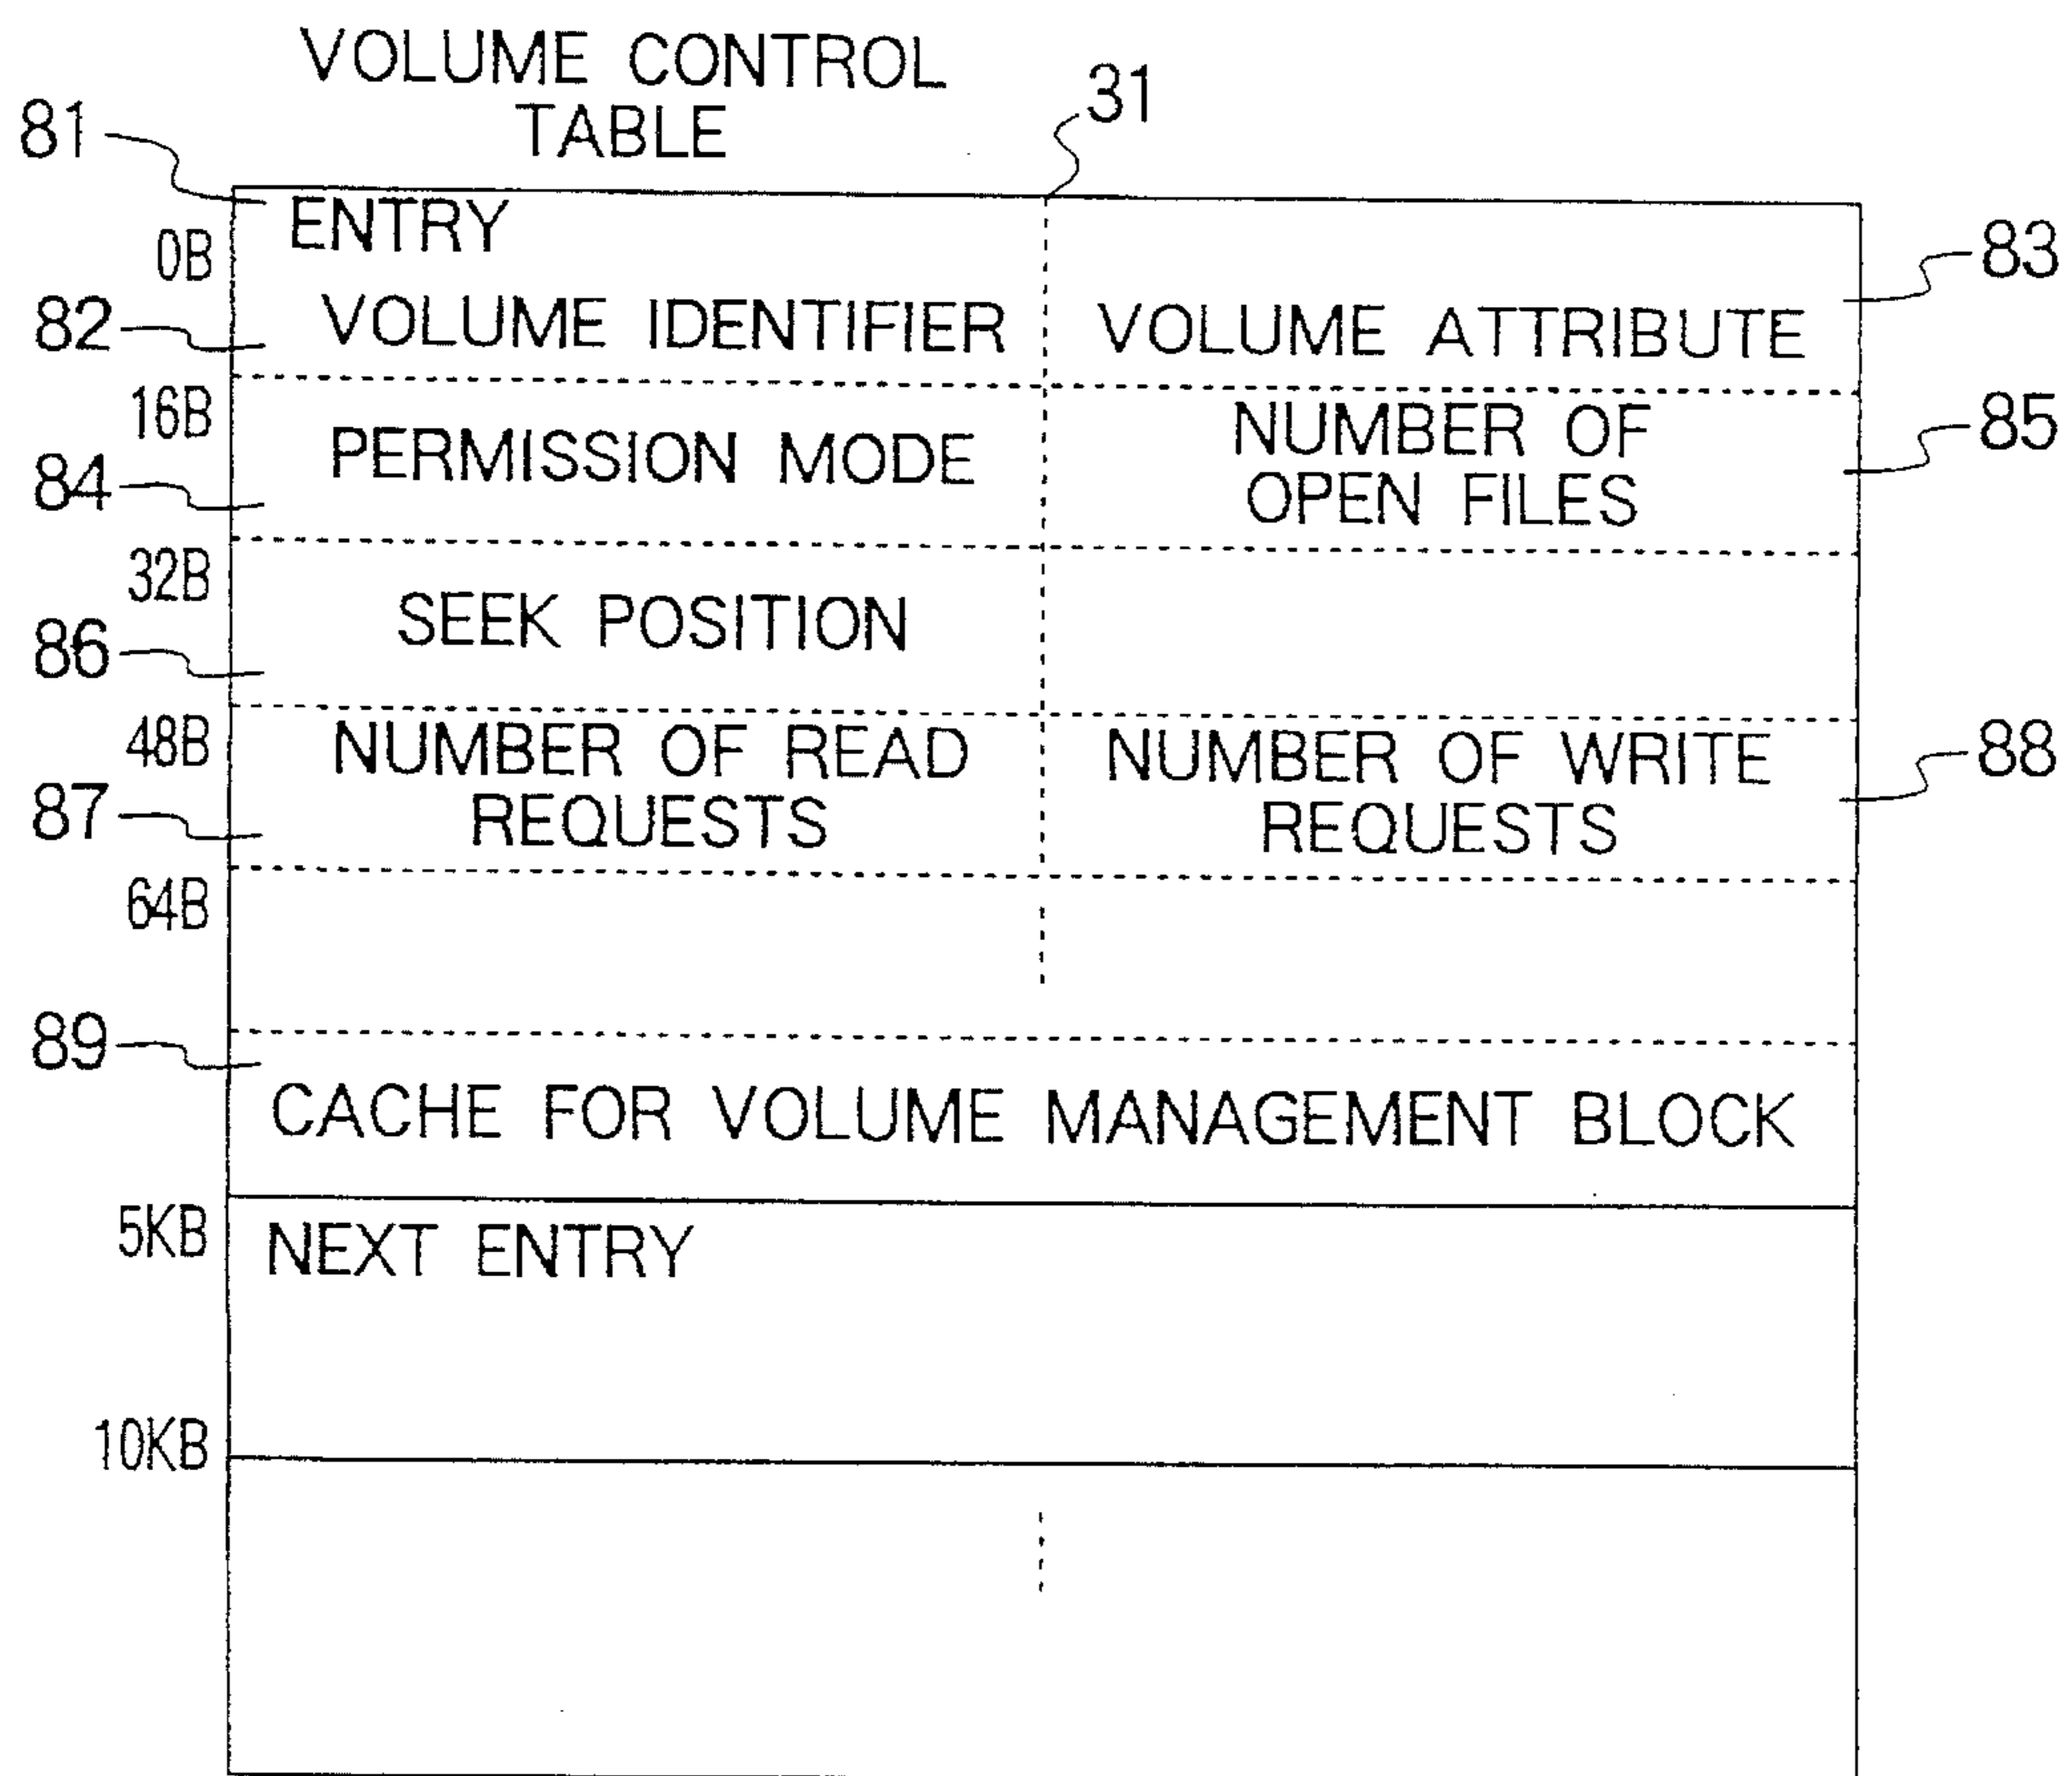 VOLUME CONTROL
TABLE
31
81
ENTRY
0B
83
82
VOLUME IDENTIFIER
VOLUME ATTRIBUTE
16B
NUMBER OF
OPEN FILES
85
PERMISSION MODE
84
32B
SEEK POSITION
86
48B
NUMBER OF READ
REQUESTS
NUMBER OF WRITE
REQUESTS
88
87
64B
89
CACHE FOR VOLUME MANAGEMENT BLOCK
5KB
NEXT ENTRY
10KB